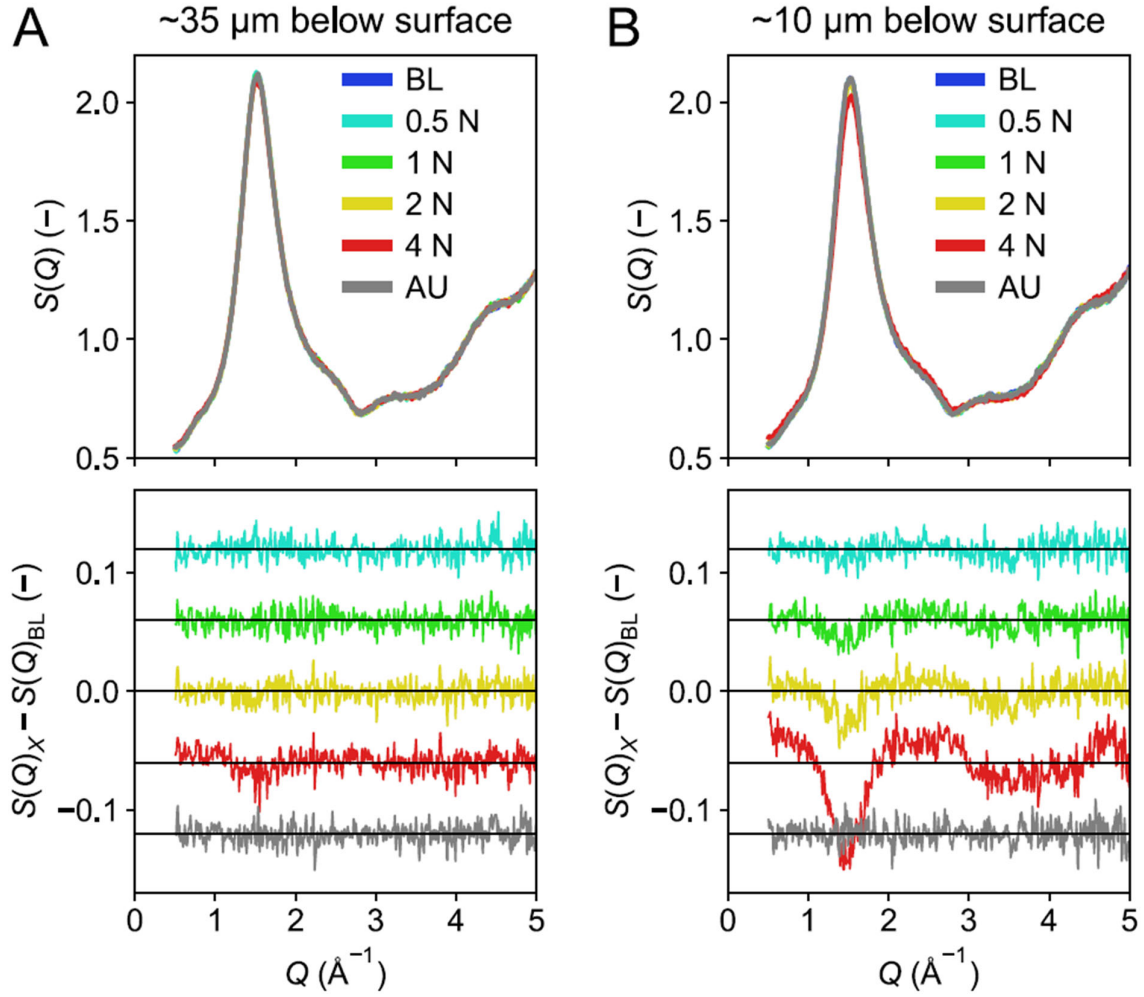 A
~35 µm below surface
2.0
1.5
1.0
0.5
S(Q) (−)
BL
0.5 N
1 N
2 N
4 N
AU
0.1
0.0
−0.1
S(Q)X − S(Q)BL (−)
0 1 2 3 4 5
Q (Å−1)
B
~10 µm below surface
2.0
1.5
1.0
0.5
S(Q) (−)
BL
0.5 N
1 N
2 N
4 N
AU
0.1
0.0
−0.1
S(Q)X − S(Q)BL (−)
0 1 2 3 4 5
Q (Å−1)